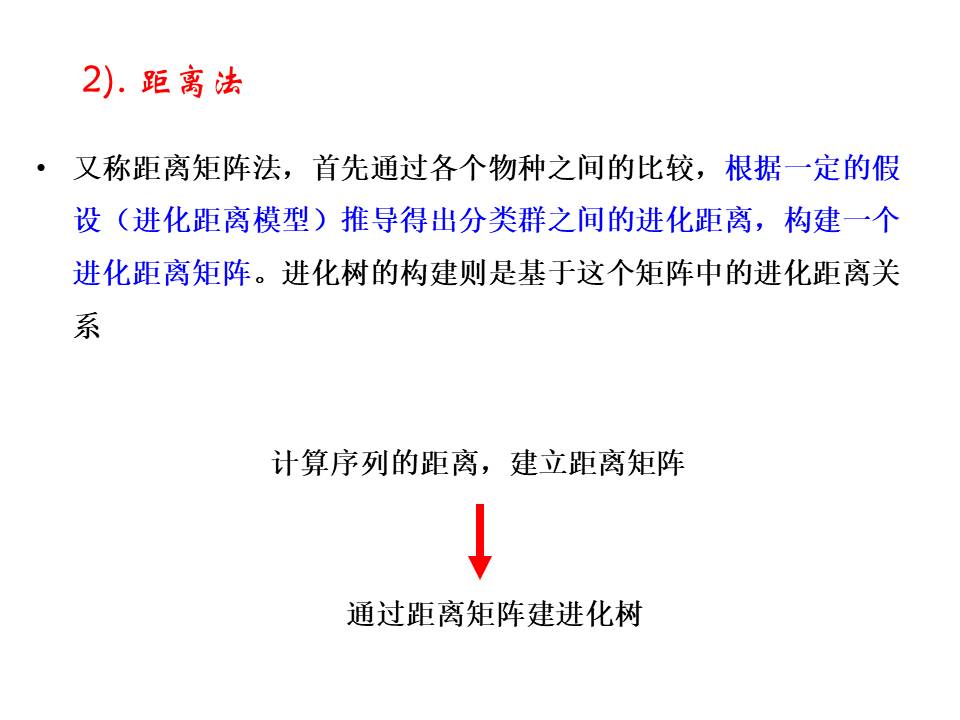 2). 距离法
• 又称距离矩阵法，首先通过各个物种之间的比较，根据一定的假
设（进化距离模型）推导得出分类群之间的进化距离，构建一个
进化距离矩阵。进化树的构建则是基于这个矩阵中的进化距离关
系
计算序列的距离，建立距离矩阵
通过距离矩阵建进化树